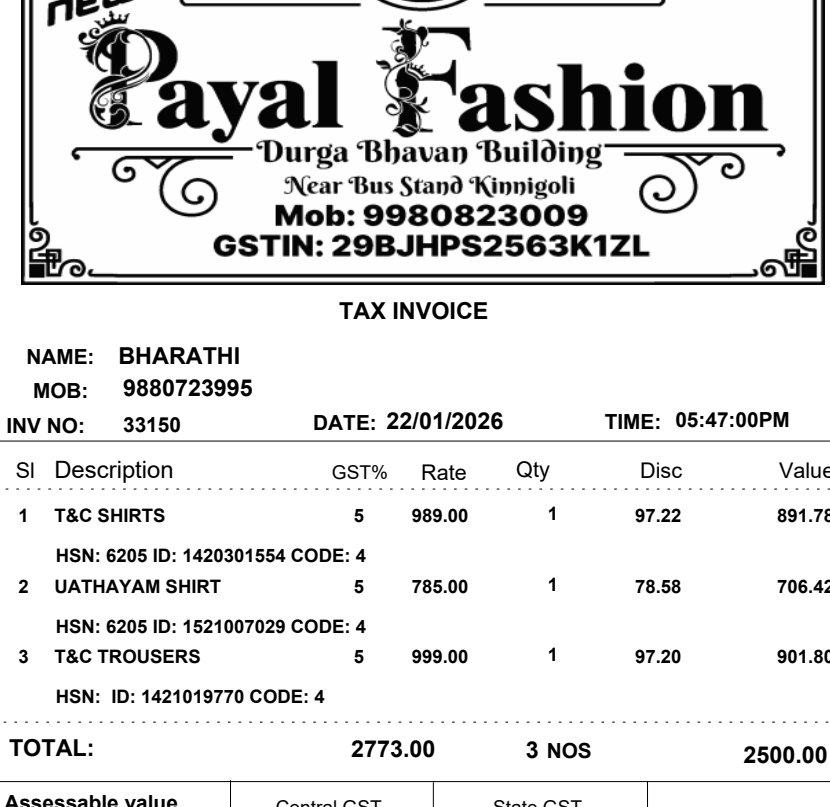 new
Payal Fashion
Durga Bhavan Building
Near Bus Stand Kinnigoli
Mob: 9980823009
GSTIN: 29BJHPS2563K1ZL
TAX INVOICE
NAME: BHARATHI
MOB: 9880723995
INV NO: 33150 DATE: 22/01/2026 TIME: 05:47:00PM
Sl Description GST% Rate Qty Disc Value
1 T&C SHIRTS 5 989.00 1 97.22 891.78
HSN: 6205 ID: 1420301554 CODE: 4
2 UATHAYAM SHIRT 5 785.00 1 78.58 706.42
HSN: 6205 ID: 1521007029 CODE: 4
3 T&C TROUSERS 5 999.00 1 97.20 901.80
HSN: ID: 1421019770 CODE: 4
TOTAL: 2773.00 3 NOS 2500.00
Assessable value Central GST State GST